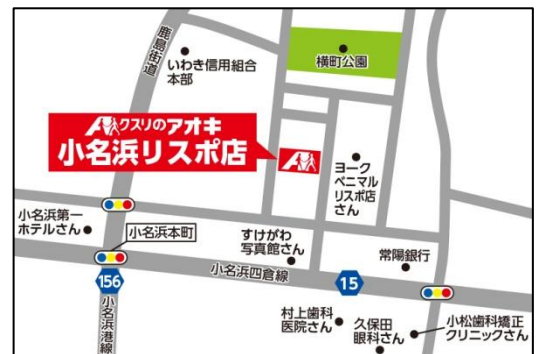 鹿島街道
いわき信用組合
本部
横町公園
クスリのアオキ
小名浜リスポ店
ヨーク
ベニマル
リスポ店
さん
小名浜第一
ホテルさん
小名浜本町
すけがわ
写真館さん
常陽銀行
小名浜四倉線
15
156
小名浜港線
村上歯科
医院さん
久保田
眼科さん
小松歯科矯正
クリニックさん